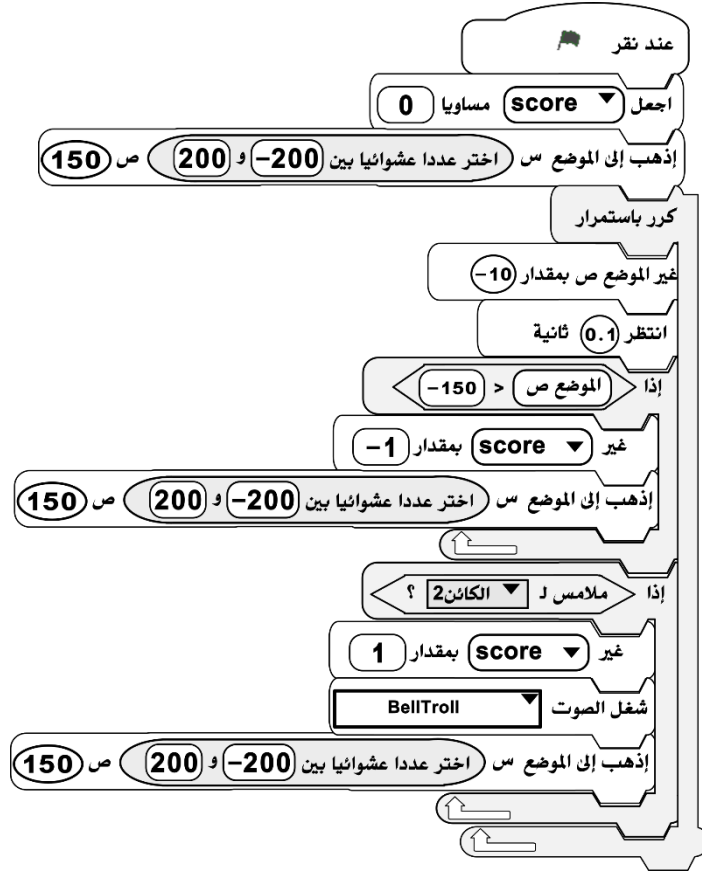 عند نقر
اجعل score مساويا 0
إذهب إلى الموضع س اختر عددا عشوائيا بين -200 و 200 ص 150
كرر باستمرار
غير الموضع ص بمقدار -10
انتظر 0.1 ثانية
إذا الموضع ص < -150
غير score بمقدار -1
إذهب إلى الموضع س اختر عددا عشوائيا بين -200 و 200 ص 150
إذا ملامس لـ الكائن2 ؟
غير score بمقدار 1
شغل الصوت BellTroll
إذهب إلى الموضع س اختر عددا عشوائيا بين -200 و 200 ص 150